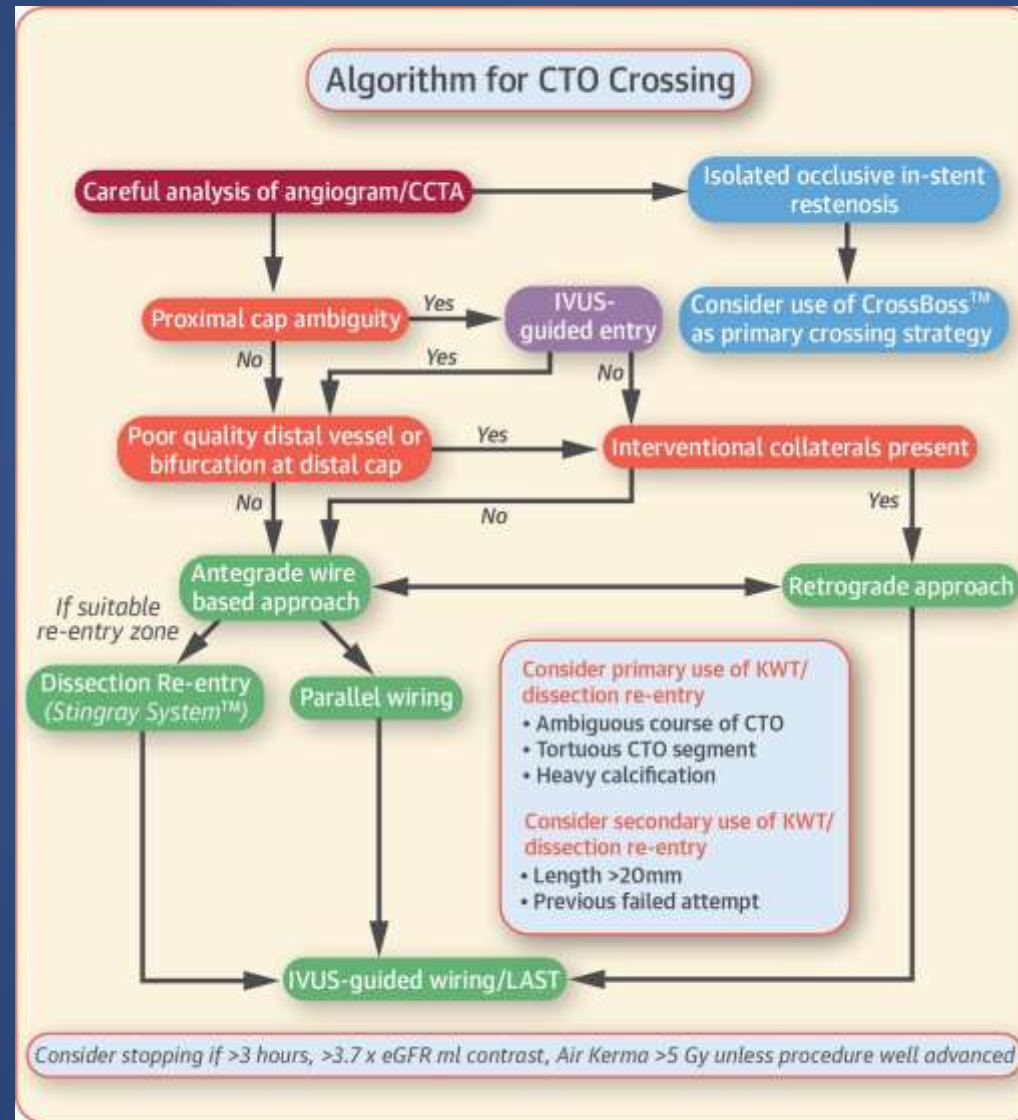 Algorithm for CTO Crossing
Careful analysis of angiogram/CCTA
Isolated occlusive in-stent
restenosis
Proximal cap ambiguity
Yes
IVUS-
guided entry
Consider use of CrossBoss™
as primary crossing strategy
No
Yes
No
Poor quality distal vessel or
bifurcation at distal cap
Yes
Interventional collaterals present
No
No
Yes
Antegrade wire
based approach
Retrograde approach
If suitable
re-entry zone
Dissection Re-entry
(Stingray System™)
Parallel wiring
Consider primary use of KWT/
dissection re-entry
• Ambiguous course of CTO
• Tortuous CTO segment
• Heavy calcification
Consider secondary use of KWT/
dissection re-entry
• Length >20mm
• Previous failed attempt
IVUS-guided wiring/LAST
Consider stopping if >3 hours, >3.7 x eGFR ml contrast, Air Kerma >5 Gy unless procedure well advanced